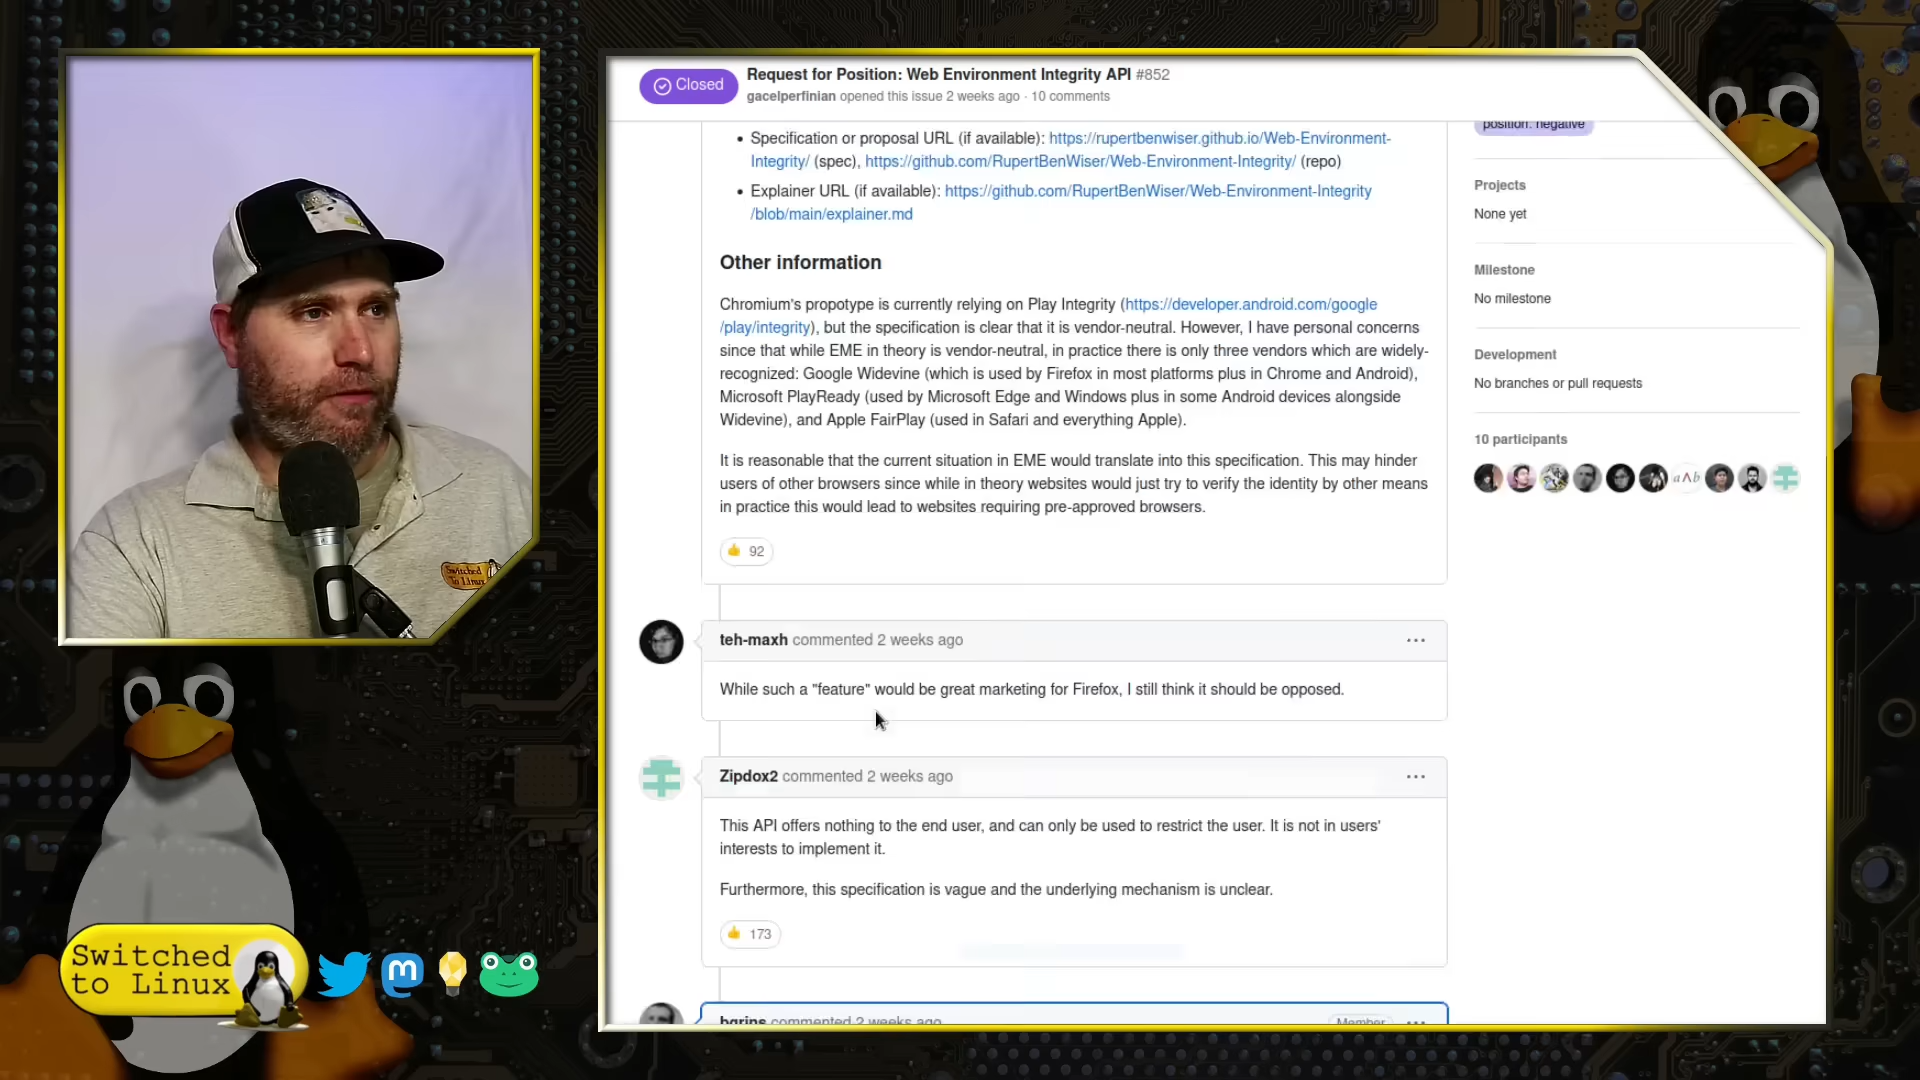 Closed
Request for Position: Web Environment Integrity API #852
gacelperfinian opened this issue 2 weeks ago · 10 comments
• Specification or proposal URL (if available): https://rupertbenwiser.github.io/Web-Environment-
Integrity/ (spec), https://github.com/RupertBenWiser/Web-Environment-Integrity/ (repo)
• Explainer URL (if available): https://github.com/RupertBenWiser/Web-Environment-Integrity
/blob/main/explainer.md
Other information
Chromium's propotype is currently relying on Play Integrity (https://developer.android.com/google
/play/integrity), but the specification is clear that it is vendor-neutral. However, I have personal concerns
since that while EME in theory is vendor-neutral, in practice there is only three vendors which are widely-
recognized: Google Widevine (which is used by Firefox in most platforms plus in Chrome and Android),
Microsoft PlayReady (used by Microsoft Edge and Windows plus in some Android devices alongside
Widevine), and Apple FairPlay (used in Safari and everything Apple).
It is reasonable that the current situation in EME would translate into this specification. This may hinder
users of other browsers since while in theory websites would just try to verify the identity by other means
in practice this would lead to websites requiring pre-approved browsers.
👍 92
teh-maxh commented 2 weeks ago
...
While such a "feature" would be great marketing for Firefox, I still think it should be opposed.
Zipdox2 commented 2 weeks ago
...
This API offers nothing to the end user, and can only be used to restrict the user. It is not in users'
interests to implement it.
Furthermore, this specification is vague and the underlying mechanism is unclear.
👍 173
bgrins commented 2 weeks ago
Member
...
position: negative
Projects
None yet
Milestone
No milestone
Development
No branches or pull requests
10 participants
a∧b
Switched
To Linux
Switched
to Linux
m